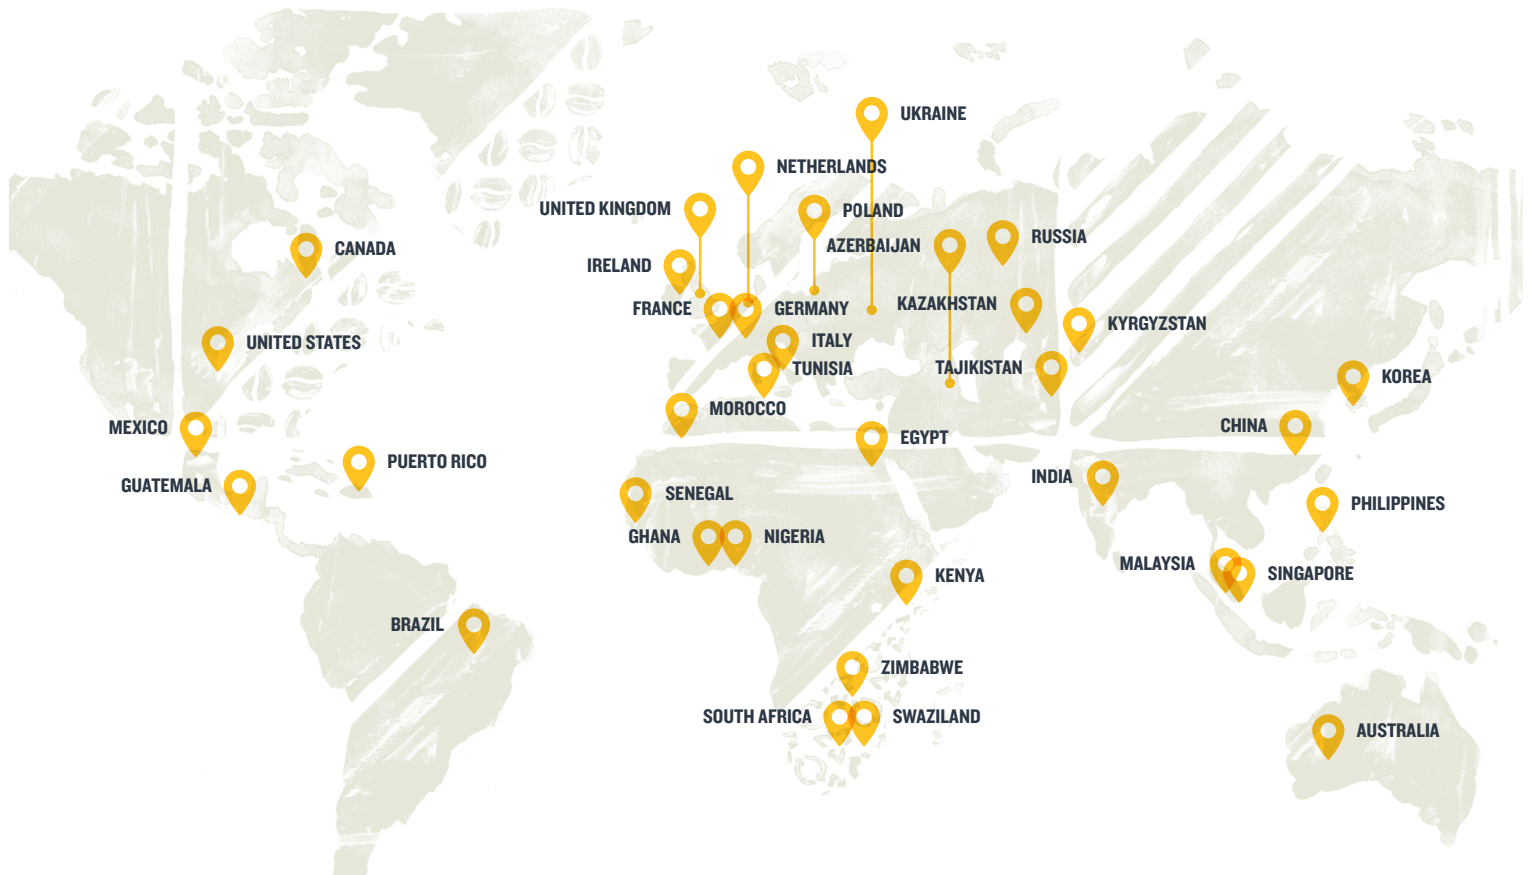 UKRAINE
NETHERLANDS
UNITED KINGDOM
POLAND
RUSSIA
AZERBAIJAN
CANADA
IRELAND
KAZAKHSTAN
FRANCE
GERMANY
KYRGYZSTAN
ITALY
UNITED STATES
TUNISIA
TAJIKISTAN
KOREA
MOROCCO
CHINA
MEXICO
EGYPT
PUERTO RICO
INDIA
GUATEMALA
SENEGAL
PHILIPPINES
GHANA
NIGERIA
MALAYSIA
SINGAPORE
KENYA
BRAZIL
ZIMBABWE
SOUTH AFRICA
SWAZILAND
AUSTRALIA